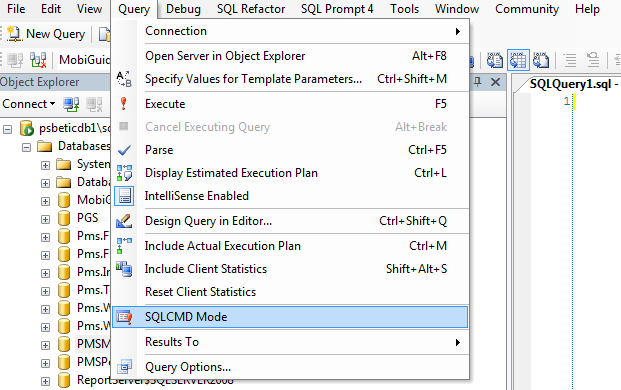 File Edit View Query Debug SQL Refactor SQL Prompt 4 Tools Window Community Help
New Query
MobiGuid
Object Explorer
Connect
psbeticdb1\sq
Databases
System
Databa
MobiG
PGS
Pms.F
Pms.F
Pms.In
Pms.T
Pms.W
Pms.W
PMSM
PMSPo
ReportServer$SQLSERVER2008
Connection
Open Server in Object Explorer Alt+F8
Specify Values for Template Parameters... Ctrl+Shift+M
Execute F5
Cancel Executing Query Alt+Break
Parse Ctrl+F5
Display Estimated Execution Plan Ctrl+L
IntelliSense Enabled
Design Query in Editor... Ctrl+Shift+Q
Include Actual Execution Plan Ctrl+M
Include Client Statistics Shift+Alt+S
Reset Client Statistics
SQLCMD Mode
Results To
Query Options...
SQLQuery1.sql -
1